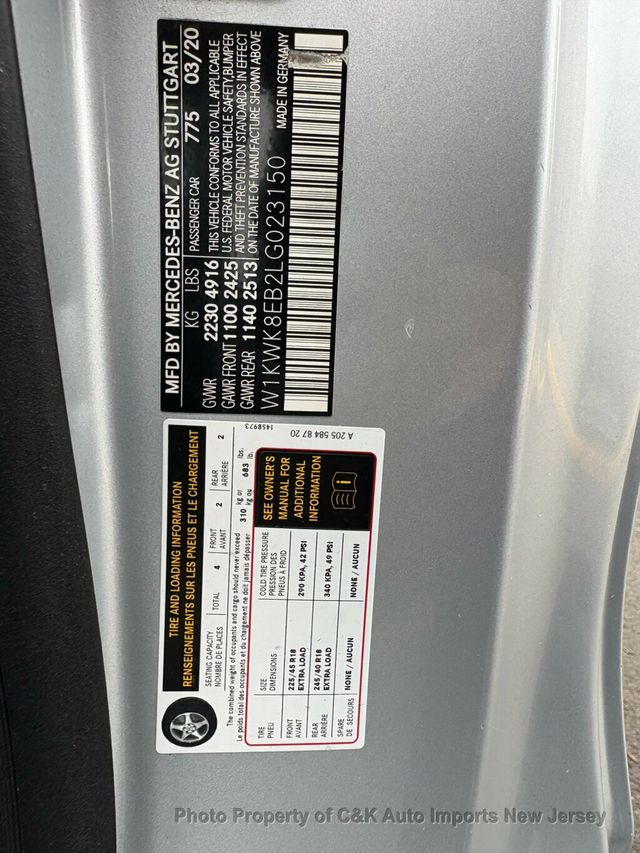 MFD BY MERCEDES-BENZ AG STUTTGART
KG LBS PASSENGER CAR 775 03/20
GVWR 2230 4916 THIS VEHICLE CONFORMS TO ALL APPLICABLE
GAWR FRONT 1100 2425 U.S. FEDERAL MOTOR VEHICLE SAFETY, BUMPER
GAWR REAR 1140 2513 AND THEFT PREVENTION STANDARDS IN EFFECT
ON THE DATE OF MANUFACTURE SHOWN ABOVE
W1KWK8EB2LG023150 MADE IN GERMANY
TIRE AND LOADING INFORMATION
RENSEIGNEMENTS SUR LES PNEUS ET LE CHARGEMENT
SEATING CAPACITY TOTAL 4 FRONT 2 REAR 2
NOMBRE DE PLACES AVANT ARRIÈRE
The combined weight of occupants and cargo should never exceed 310 kg or 683 lbs.
Le poids total des occupants et du chargement ne doit jamais dépasser kg ou lb.
TIRE SIZE COLD TIRE PRESSURE
PNEU DIMENSIONS PRESSION DES
PNEUS À FROID
FRONT 225/45 R18 290 KPA, 42 PSI
AVANT EXTRA LOAD
REAR 245/40 R18 340 KPA, 49 PSI
ARRIÈRE EXTRA LOAD
SPARE NONE / AUCUN NONE / AUCUN
DE SECOURS
SEE OWNER'S
MANUAL FOR
ADDITIONAL
INFORMATION
1458973
A 205 584 87 20
Photo Property of C&K Auto Imports New Jersey